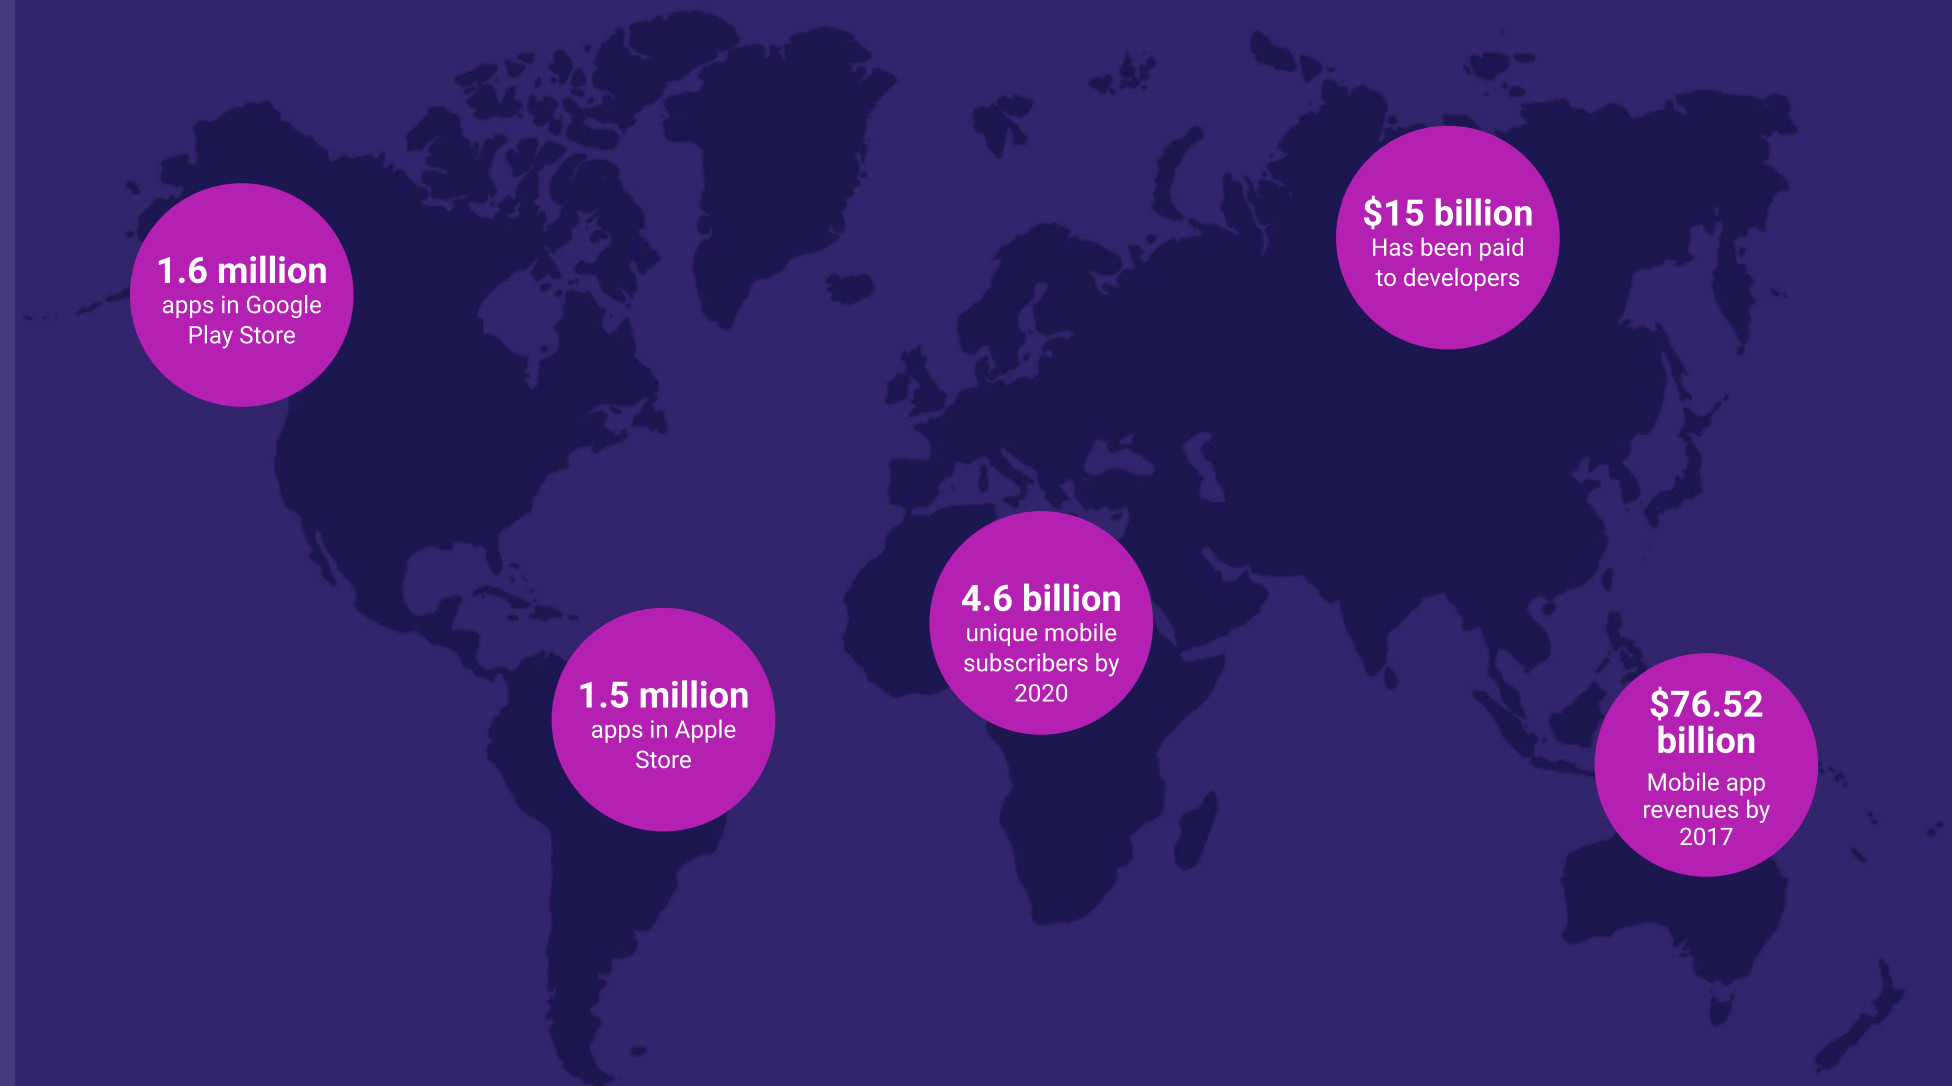 1.6 million
apps in Google
Play Store
1.5 million
apps in Apple
Store
4.6 billion
unique mobile
subscribers by
2020
$15 billion
Has been paid
to developers
$76.52
billion
Mobile app
revenues by
2017